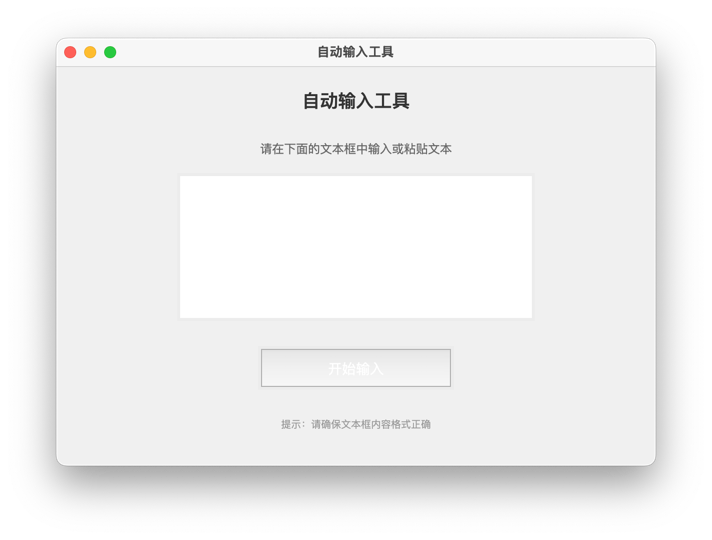 自动输入工具
自动输入工具
请在下面的文本框中输入或粘贴文本
开始输入
提示：请确保文本框内容格式正确